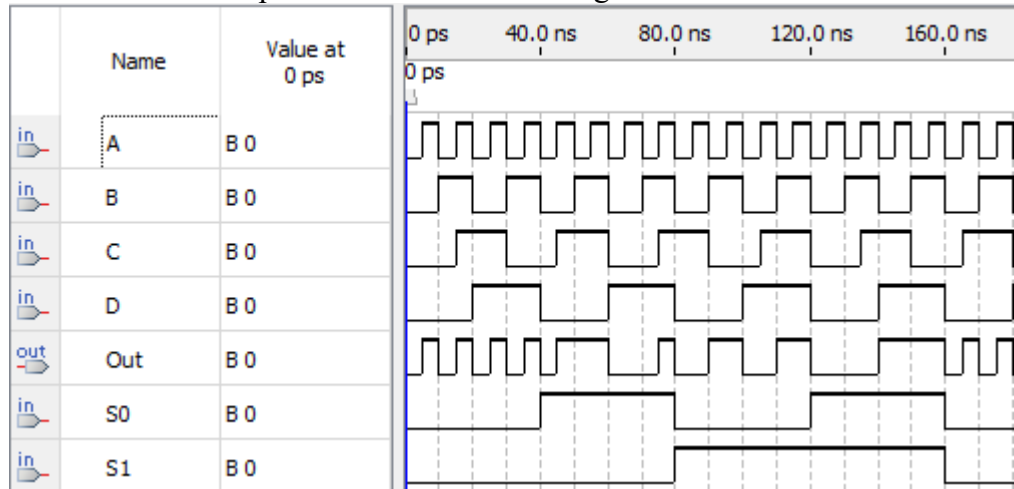 Name Value at 0 ps
0 ps 40.0 ns 80.0 ns 120.0 ns 160.0 ns
0 ps
in A B 0
in B B 0
in C B 0
in D B 0
out Out B 0
in S0 B 0
in S1 B 0